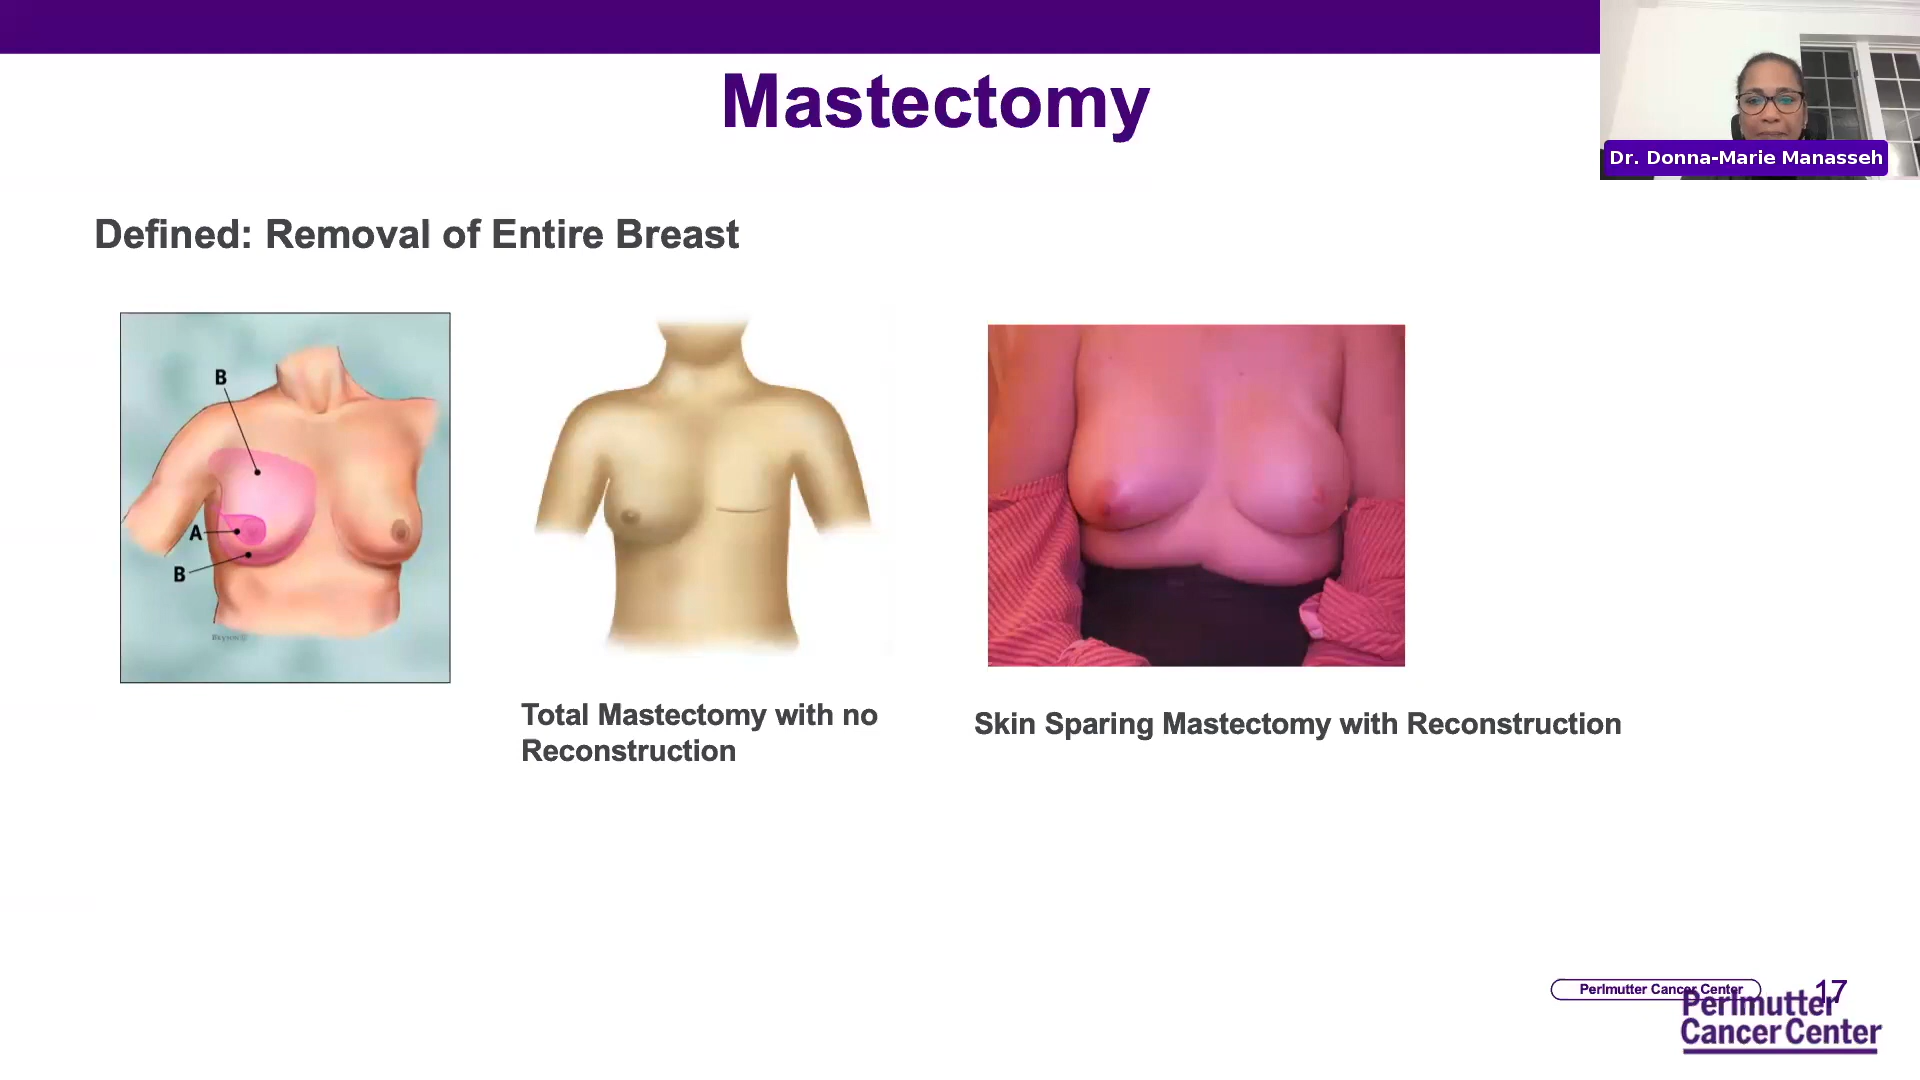 Mastectomy
Dr. Donna-Marie Manasseh
Defined: Removal of Entire Breast
B
A
B
Total Mastectomy with no
Reconstruction
Skin Sparing Mastectomy with Reconstruction
Perlmutter Cancer Center
17
Perlmutter
Cancer Center